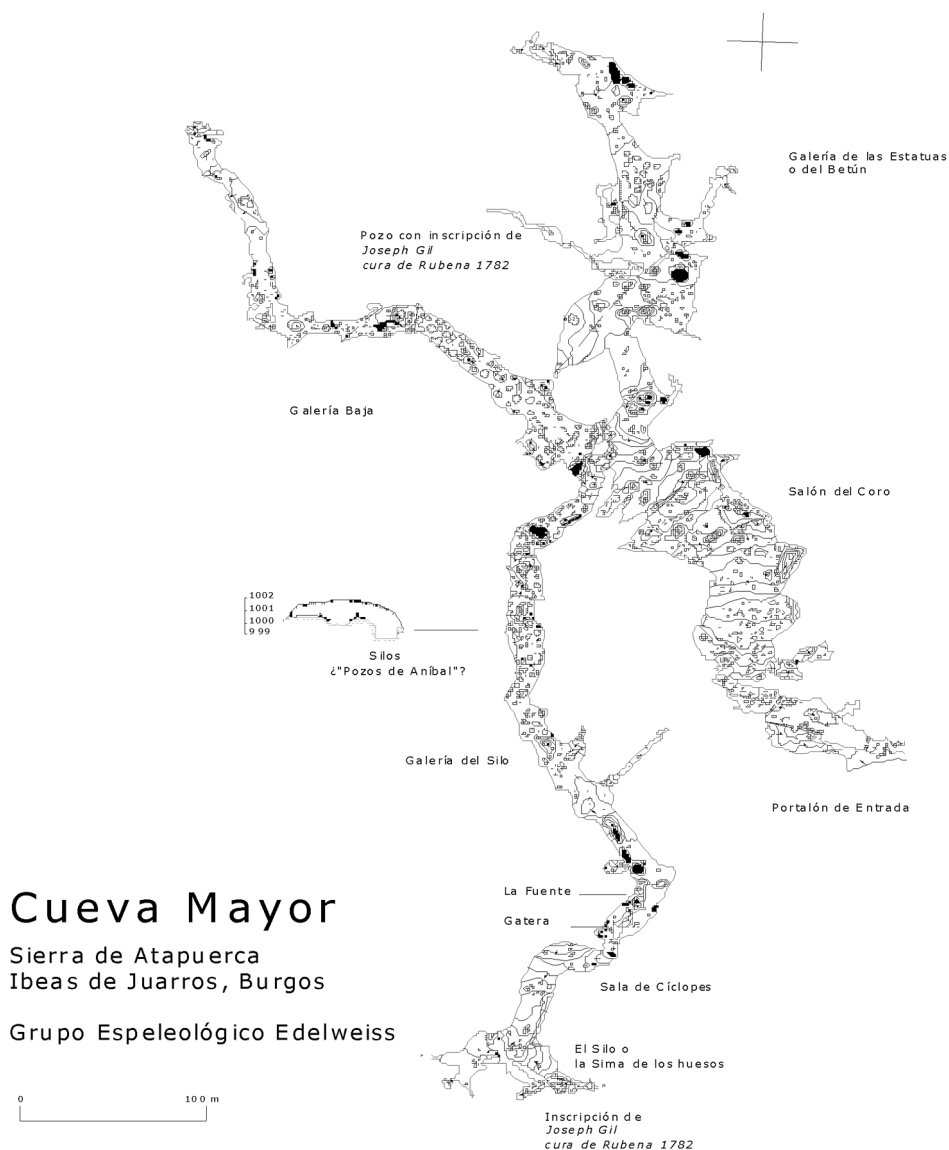 Galería de las Estatuas
o del Betún
Pozo con inscripción de
Joseph Gil
cura de Rubena 1782
Galería Baja
Salón del Coro
1002
1001
1000
999
Silos
¿"Pozos de Aníbal"?
Galería del Silo
Portalón de Entrada
La Fuente
Gatera
Cueva Mayor
Sierra de Atapuerca
Ibeas de Juarros, Burgos
Sala de Cíclopes
Grupo Espeleológico Edelweiss
El Silo o
la Sima de los huesos
0 100 m
Inscripción de
Joseph Gil
cura de Rubena 1782